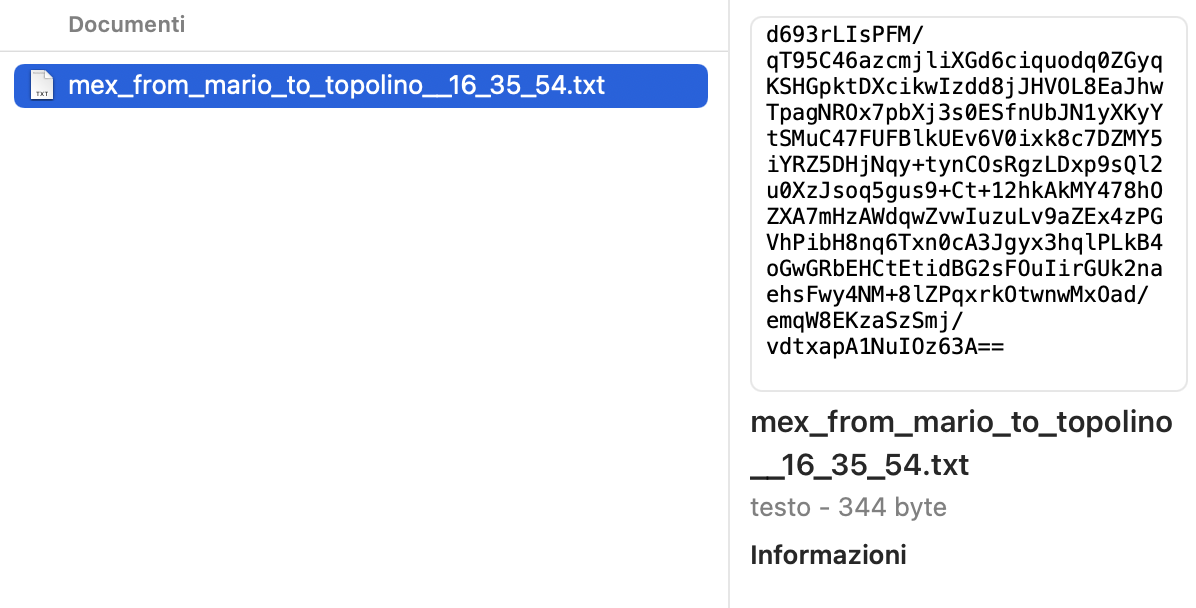 Documenti
TXT
mex_from_mario_to_topolino__16_35_54.txt
d693rLIsPFM/
qT95C46azcmjliXGd6ciquodq0ZGyq
KSHGpktDXcikwIzdd8jJHVOL8EaJhw
TpagNROx7pbXj3s0ESfnUbJN1yXKyY
tSMuC47FUFBlkUEv6V0ixk8c7DZMY5
iYRZ5DHjNqy+tynCOsRgzLDxp9sQl2
u0XzJsoq5gus9+Ct+12hkAkMY478hO
ZXA7mHzAWdqwZvwIuzuLv9aZEx4zPG
VhPibH8nq6Txn0cA3Jgyx3hqlPLkB4
oGwGRbEHCtEtidBG2sFOuIirGUk2na
ehsFwy4NM+8lZPqxrkOtwnwMxOad/
emqW8EKzaSzSmj/
vdtxapA1NuIOz63A==
mex_from_mario_to_topolino
__16_35_54.txt
testo - 344 byte
Informazioni